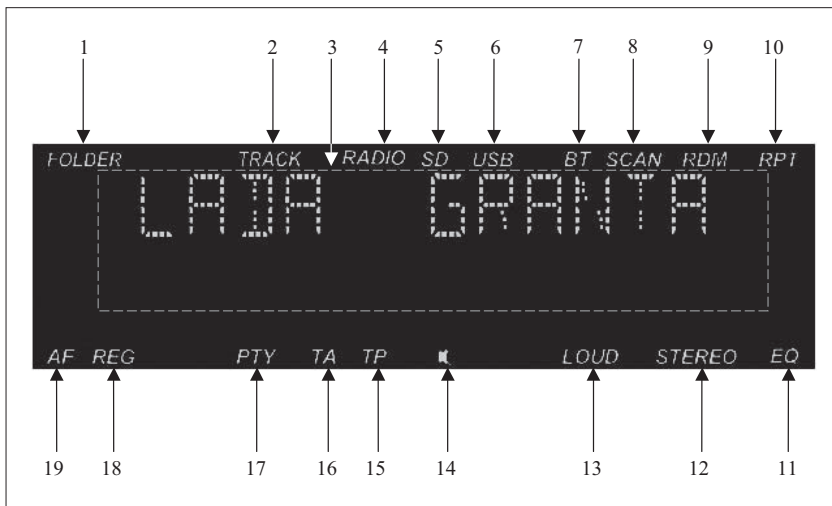 1 2 3 4 5 6 7 8 9 10
FOLDER TRACK RADIO SD USB BT SCAN RDM RPT
LADA GRANTA
AF REG PTY TA TP LOUD STEREO EQ
19 18 17 16 15 14 13 12 11